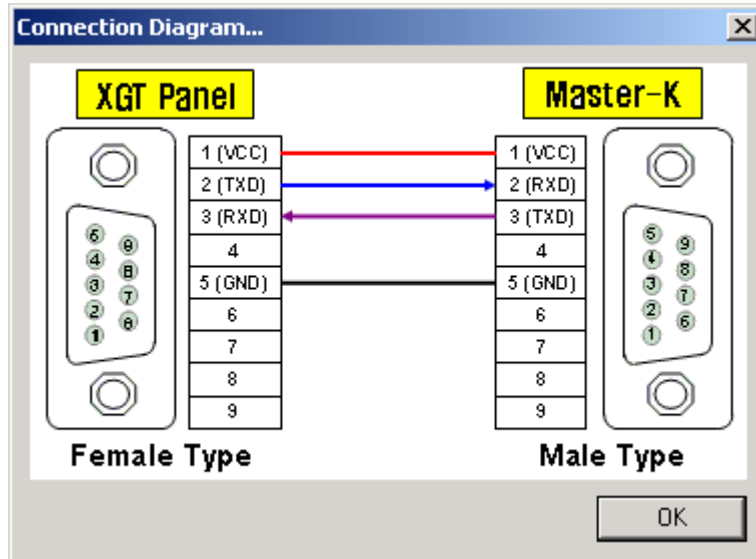 Connection Diagram...
XGT Panel
Master-K
1 (VCC)
2 (TXD)
3 (RXD)
4
5 (GND)
6
7
8
9
1 (VCC)
2 (RXD)
3 (TXD)
4
5 (GND)
6
7
8
9
5
4
3
2
1
9
8
7
6
5
4
3
2
1
9
8
7
6
Female Type
Male Type
OK